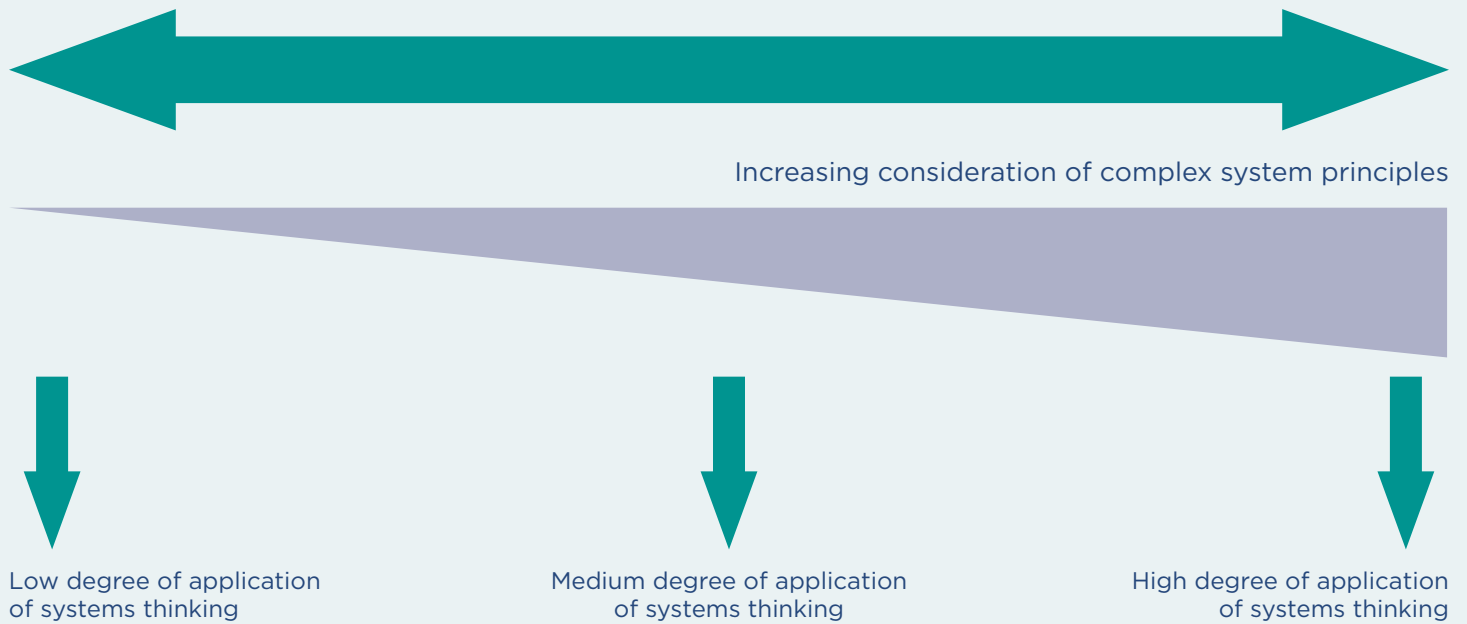 Increasing consideration of complex system principles
Low degree of application
of systems thinking
Medium degree of application
of systems thinking
High degree of application
of systems thinking